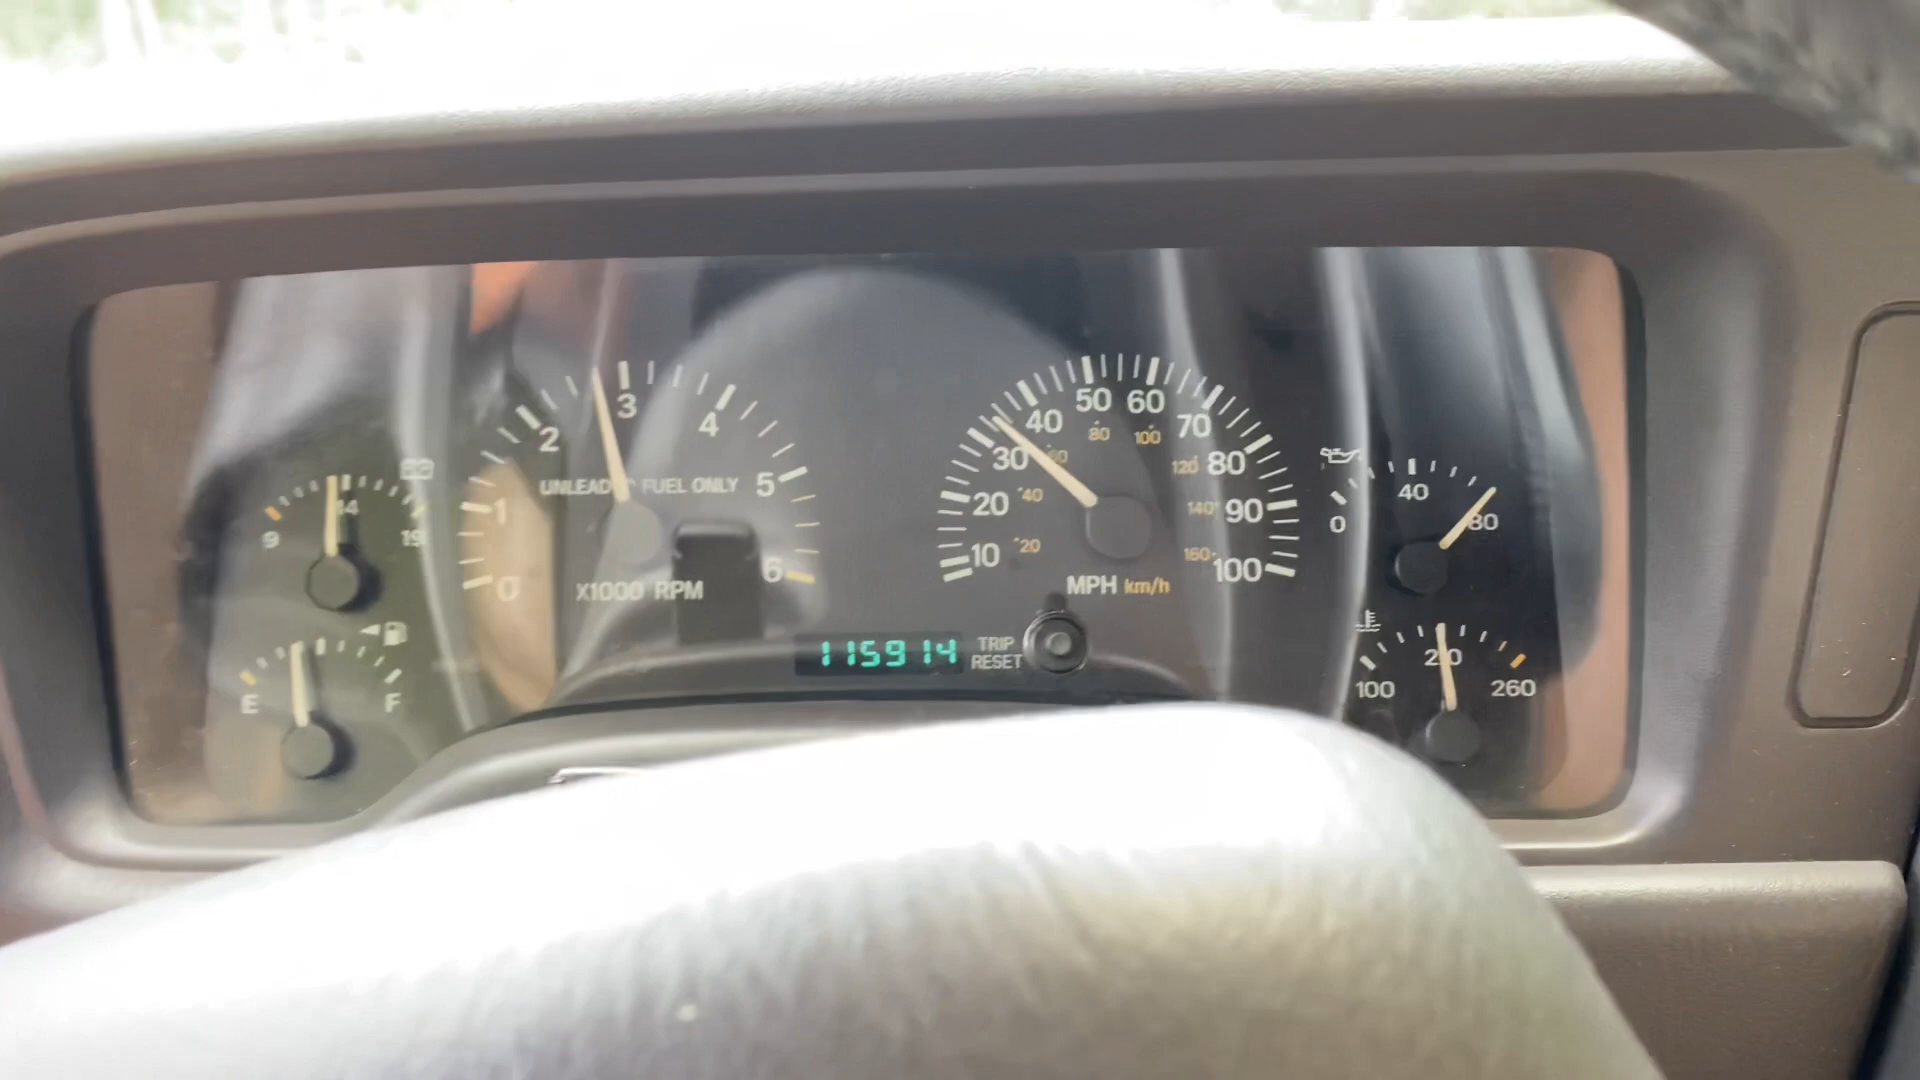 9 14 19
E F
0 1 2 3 4 5 6
UNLEAD FUEL ONLY
X1000 RPM
10 20 30 40 50 60 70 80 90 100
20 40 60 80 100 120 140 160
MPH km/h
115914
TRIP
RESET
0 40 80
100 210 260